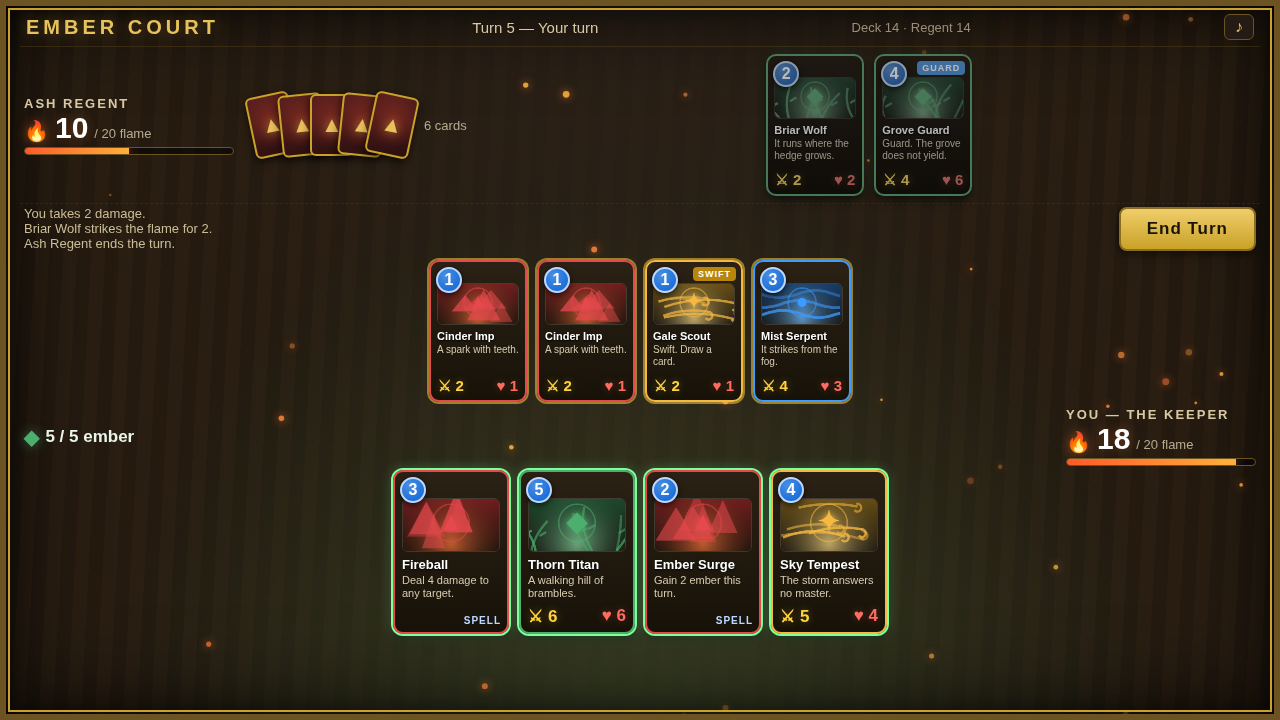 EMBER COURT
Turn 5 — Your turn
Deck 14 · Regent 14
♪
ASH REGENT
10 / 20 flame
6 cards
2
Briar Wolf
It runs where the
hedge grows.
⚔ 2 ♥ 2
4 GUARD
Grove Guard
Guard. The grove
does not yield.
⚔ 4 ♥ 6
You takes 2 damage.
Briar Wolf strikes the flame for 2.
Ash Regent ends the turn.
End Turn
1
Cinder Imp
A spark with teeth.
⚔ 2 ♥ 1
1
Cinder Imp
A spark with teeth.
⚔ 2 ♥ 1
1 SWIFT
Gale Scout
Swift. Draw a
card.
⚔ 2 ♥ 1
3
Mist Serpent
It strikes from the
fog.
⚔ 4 ♥ 3
5 / 5 ember
YOU — THE KEEPER
18 / 20 flame
3
Fireball
Deal 4 damage to
any target.
SPELL
5
Thorn Titan
A walking hill of
brambles.
⚔ 6 ♥ 6
2
Ember Surge
Gain 2 ember this
turn.
SPELL
4
Sky Tempest
The storm answers
no master.
⚔ 5 ♥ 4